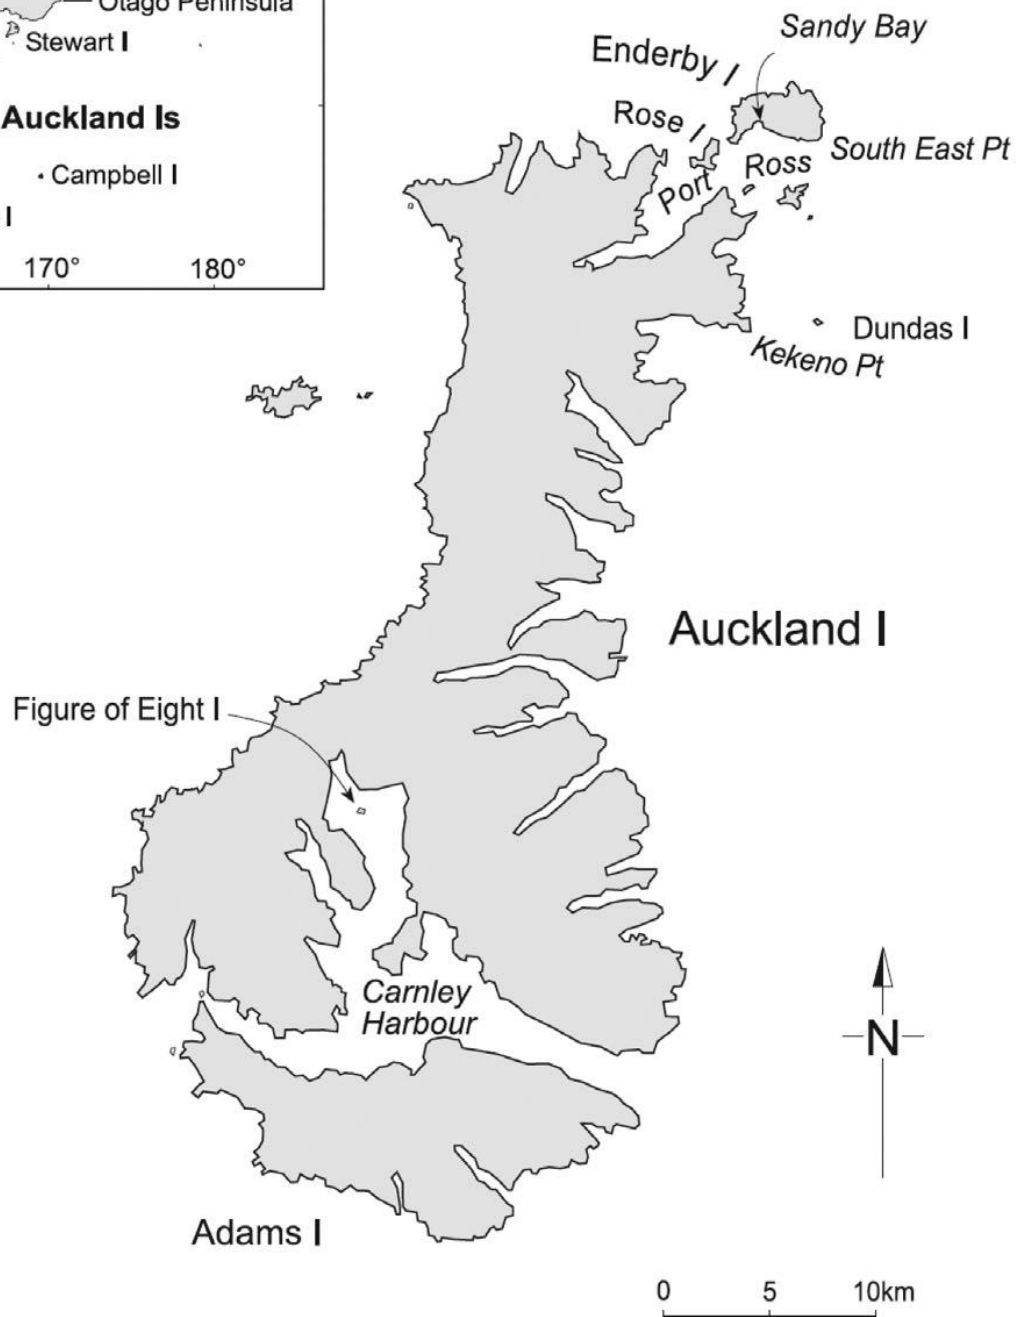 Otago Peninsula
Stewart I
Auckland Is
Campbell I
I
170° 180°
Sandy Bay
Enderby I
Rose I
South East Pt
Port Ross
Dundas I
Kekeno Pt
Auckland I
Figure of Eight I
Carnley
Harbour
N
Adams I
0 5 10km